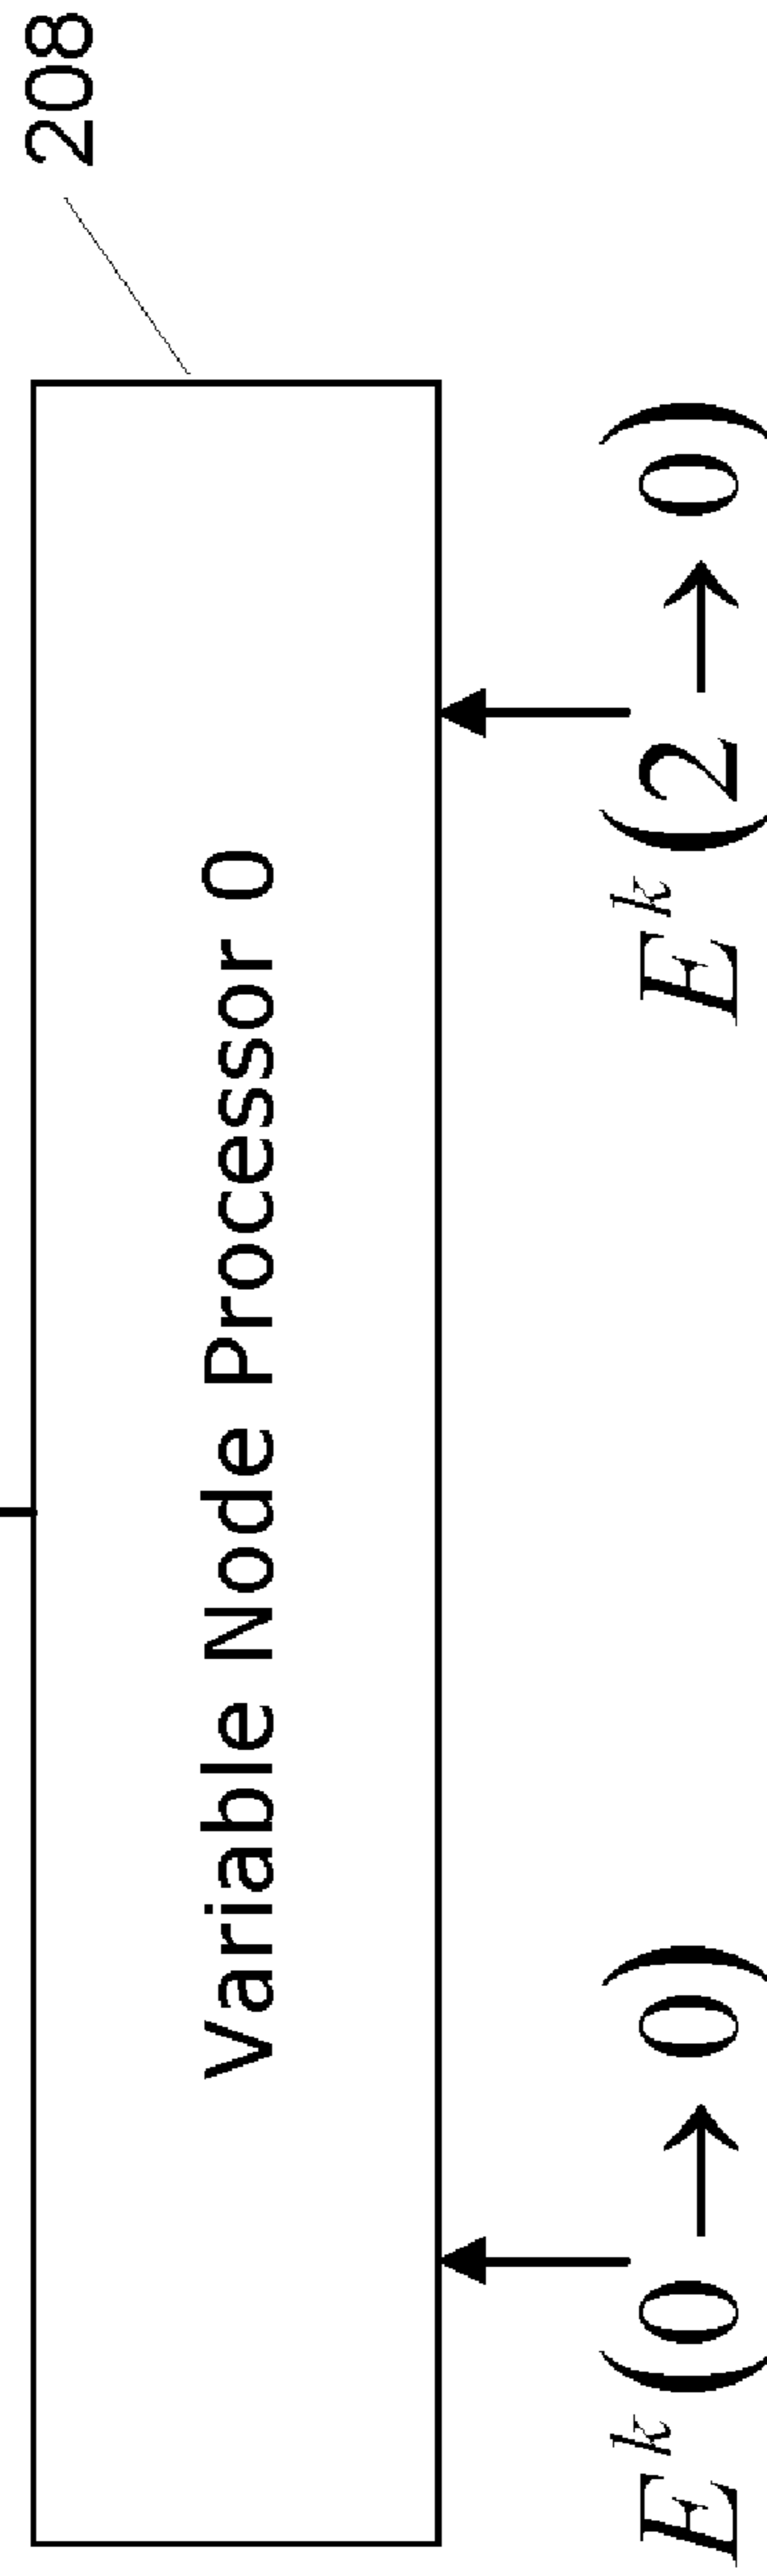 208
Variable Node Processor 0
E^k(0 → 0)
E^k(2 → 0)